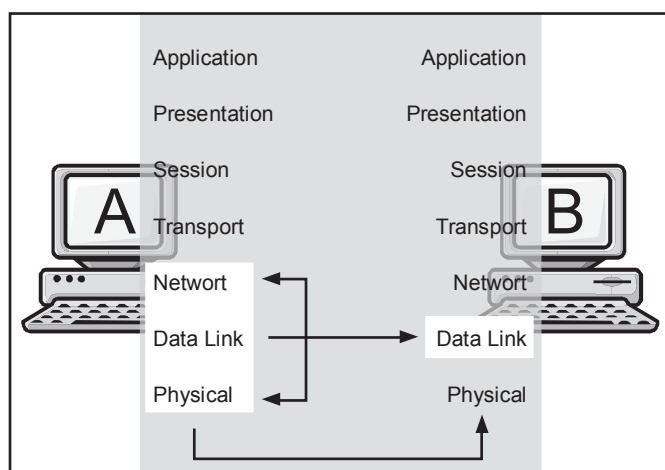 Application Application
Presentation Presentation
Session Session
A Transport Transport B
Networt Networt
Data Link Data Link
Physical Physical